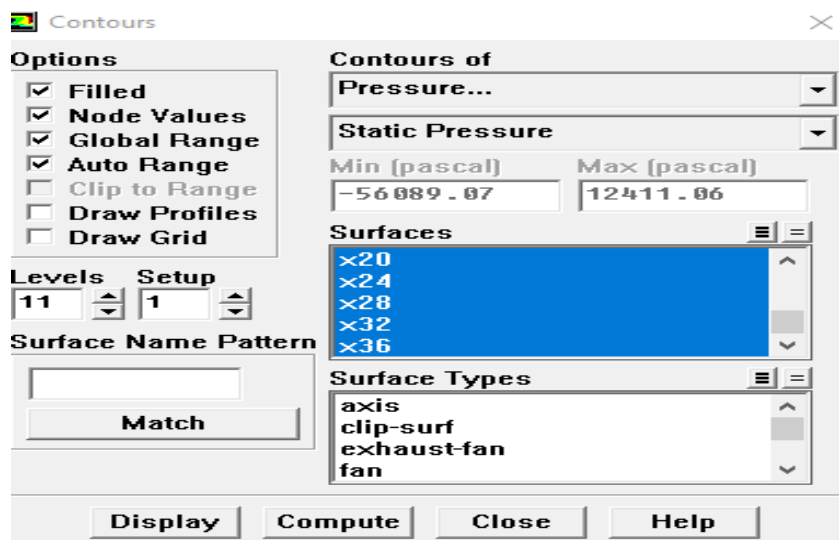 Contours
Options
Filled
Node Values
Global Range
Auto Range
Clip to Range
Draw Profiles
Draw Grid
Levels Setup
11 1
Surface Name Pattern
Match
Contours of
Pressure...
Static Pressure
Min (pascal) Max (pascal)
-56089.07 12411.06
Surfaces
x20
x24
x28
x32
x36
Surface Types
axis
clip-surf
exhaust-fan
fan
Display Compute Close Help